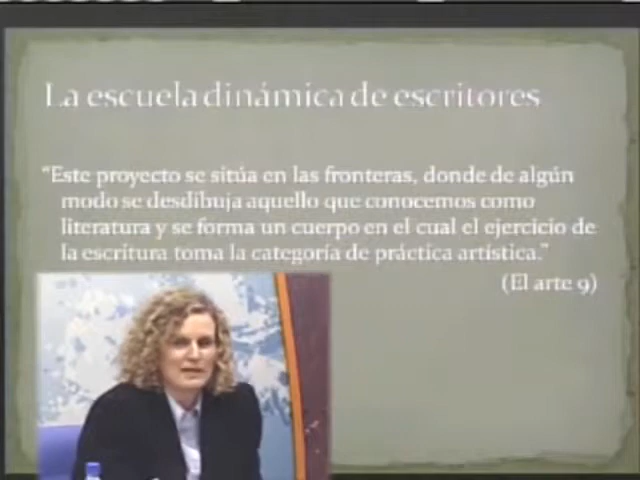 La escuela dinámica de escritores
“Este proyecto se sitúa en las fronteras, donde de algún
modo se desdibuja aquello que conocemos como
literatura y se forma un cuerpo en el cual el ejercicio de
la escritura toma la categoría de práctica artística.”
(El arte 9)